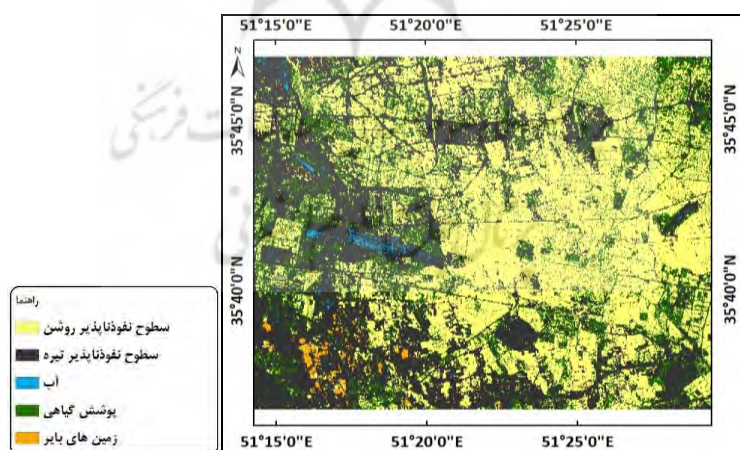 51°15'0"E 51°20'0"E 51°25'0"E
N
35°45'0"N 35°45'0"N
35°40'0"N 35°40'0"N
51°15'0"E 51°20'0"E 51°25'0"E
راهنما
سطوح نفوذناپذیر روشن
سطوح نفوذناپذیر تیره
آب
پوشش گیاهی
زمین های بایر